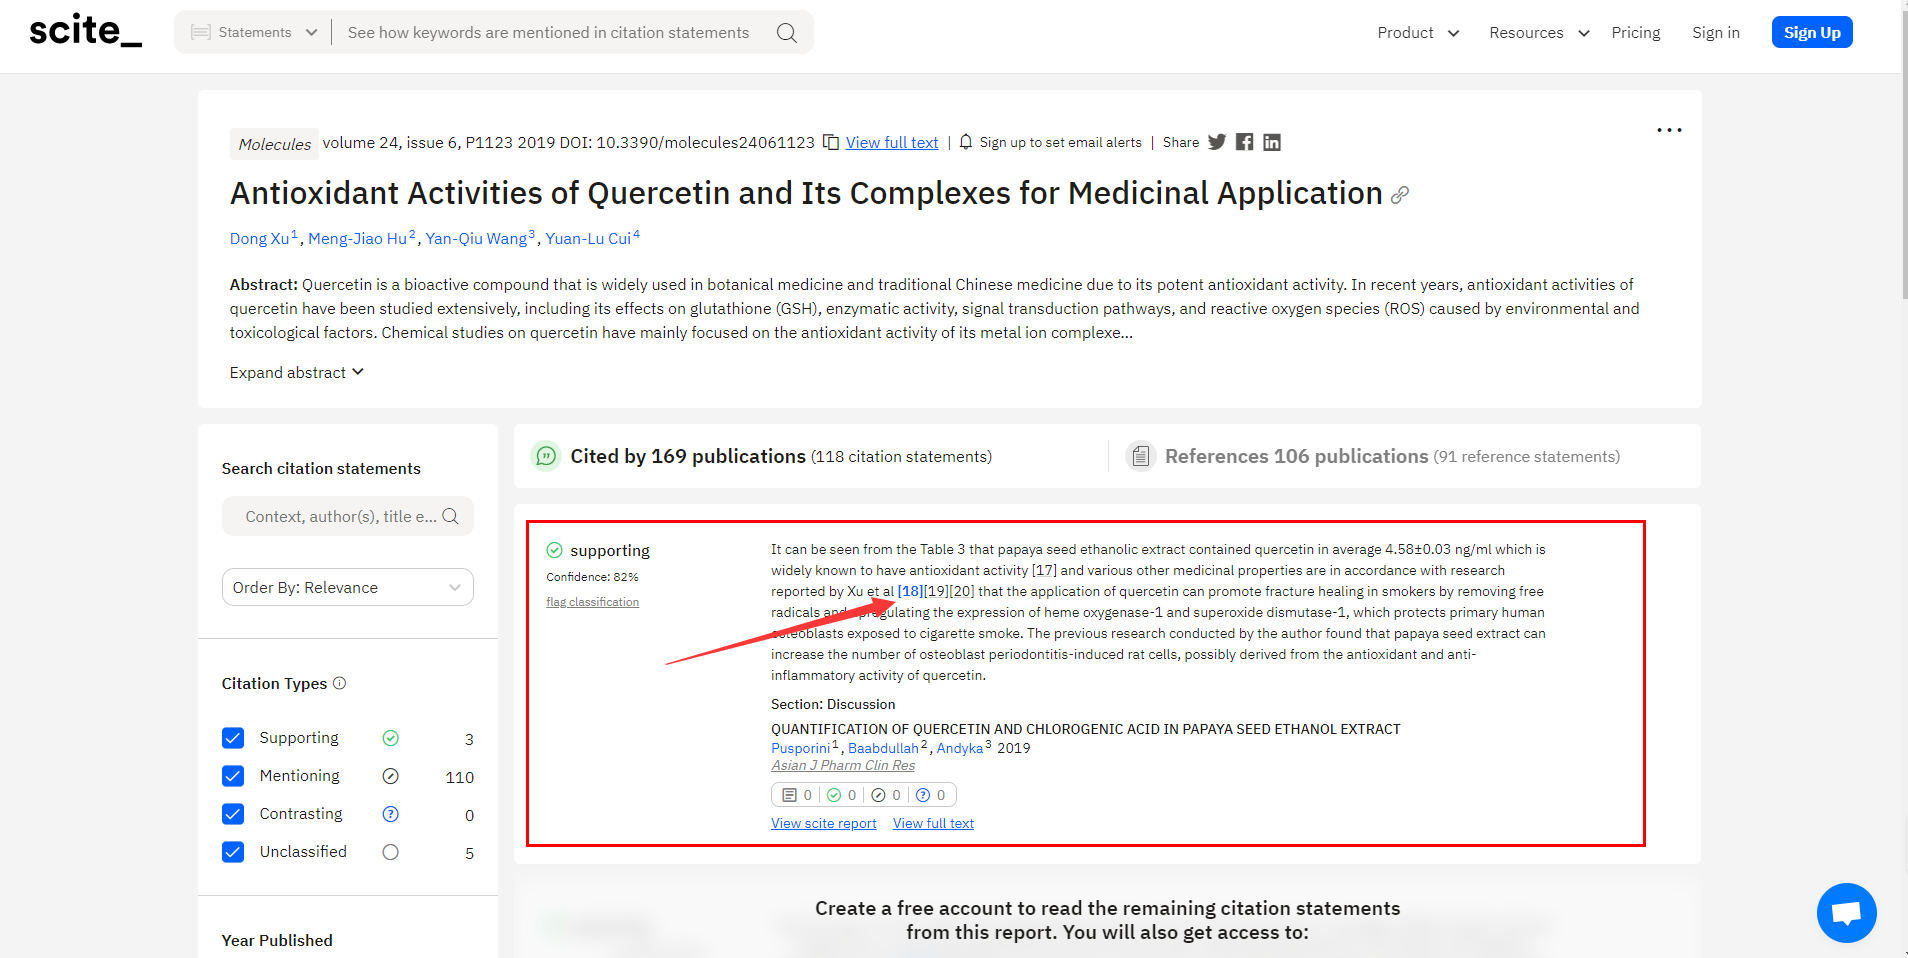 scite_
Statements
See how keywords are mentioned in citation statements
Product
Resources
Pricing
Sign in
Sign Up
Molecules volume 24, issue 6, P1123 2019 DOI: 10.3390/molecules24061123 View full text | Sign up to set email alerts | Share
Antioxidant Activities of Quercetin and Its Complexes for Medicinal Application
Dong Xu1, Meng-Jiao Hu2, Yan-Qiu Wang3, Yuan-Lu Cui4
Abstract: Quercetin is a bioactive compound that is widely used in botanical medicine and traditional Chinese medicine due to its potent antioxidant activity. In recent years, antioxidant activities of
quercetin have been studied extensively, including its effects on glutathione (GSH), enzymatic activity, signal transduction pathways, and reactive oxygen species (ROS) caused by environmental and
toxicological factors. Chemical studies on quercetin have mainly focused on the antioxidant activity of its metal ion complexe...
Expand abstract
Search citation statements
Context, author(s), title e...
Order By: Relevance
Citation Types
Supporting 3
Mentioning 110
Contrasting 0
Unclassified 5
Year Published
Cited by 169 publications (118 citation statements)
References 106 publications (91 reference statements)
supporting
Confidence: 82%
flag classification
It can be seen from the Table 3 that papaya seed ethanolic extract contained quercetin in average 4.58±0.03 ng/ml which is
widely known to have antioxidant activity [17] and various other medicinal properties are in accordance with research
reported by Xu et al [18][19][20] that the application of quercetin can promote fracture healing in smokers by removing free
radicals and upregulating the expression of heme oxygenase-1 and superoxide dismutase-1, which protects primary human
osteoblasts exposed to cigarette smoke. The previous research conducted by the author found that papaya seed extract can
increase the number of osteoblast periodontitis-induced rat cells, possibly derived from the antioxidant and anti-
inflammatory activity of quercetin.
Section: Discussion
QUANTIFICATION OF QUERCETIN AND CHLOROGENIC ACID IN PAPAYA SEED ETHANOL EXTRACT
Pusporini1, Baabdullah2, Andyka3 2019
Asian J Pharm Clin Res
0 0 0 0
View scite report View full text
Create a free account to read the remaining citation statements
from this report. You will also get access to: